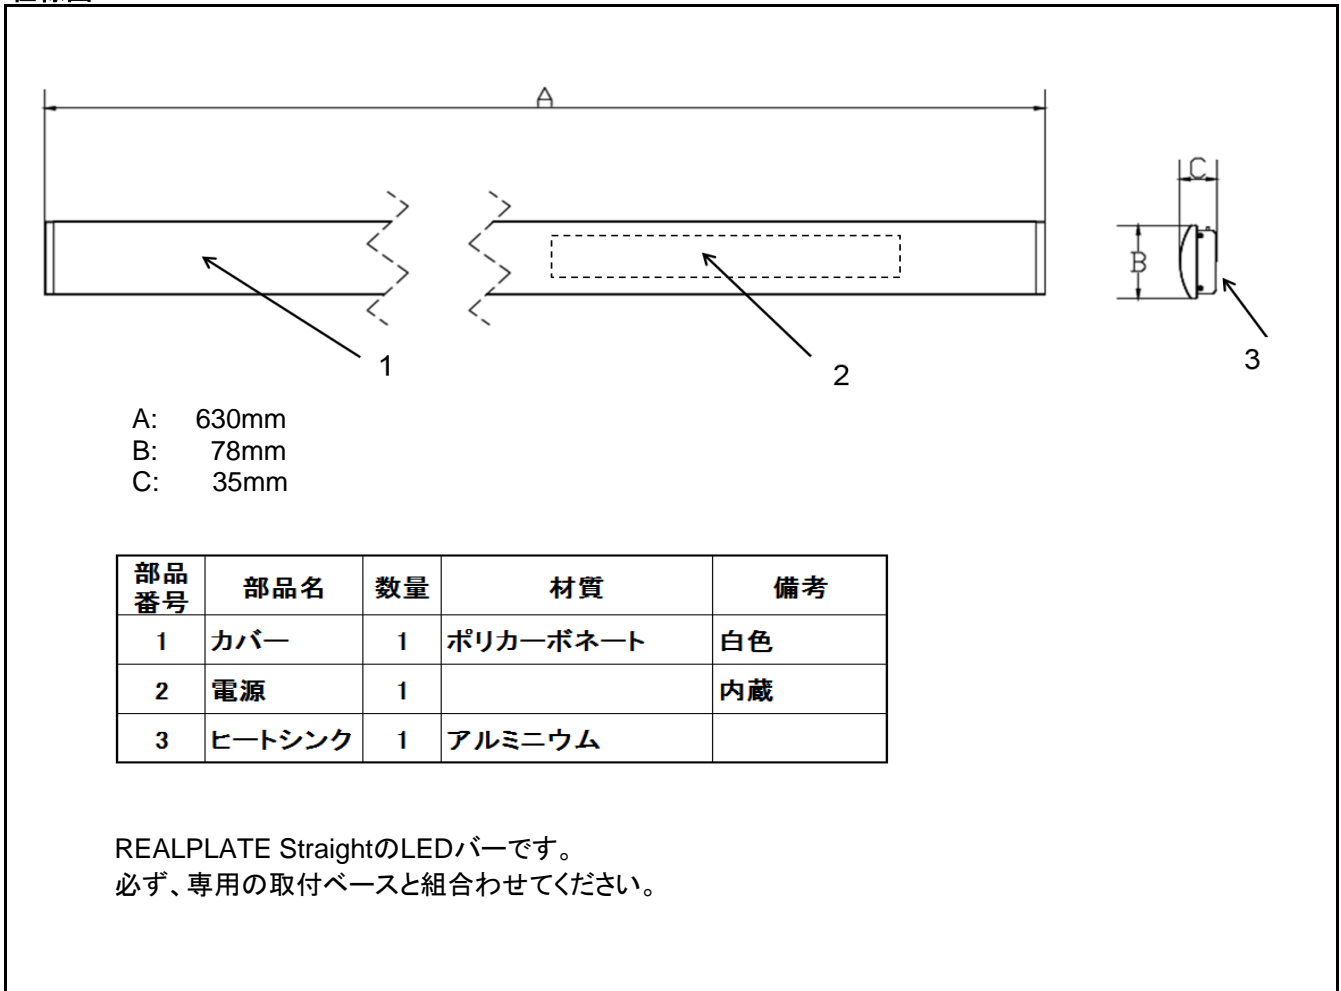 A
C
B
1
2
3
A: 630mm
B: 78mm
C: 35mm
部品番号 部品名 数量 材質 備考
1 カバー 1 ポリカーボネート 白色
2 電源 1 内蔵
3 ヒートシンク 1 アルミニウム
REALPLATE StraightのLEDバーです。
必ず、専用の取付ベースと組合わせてください。